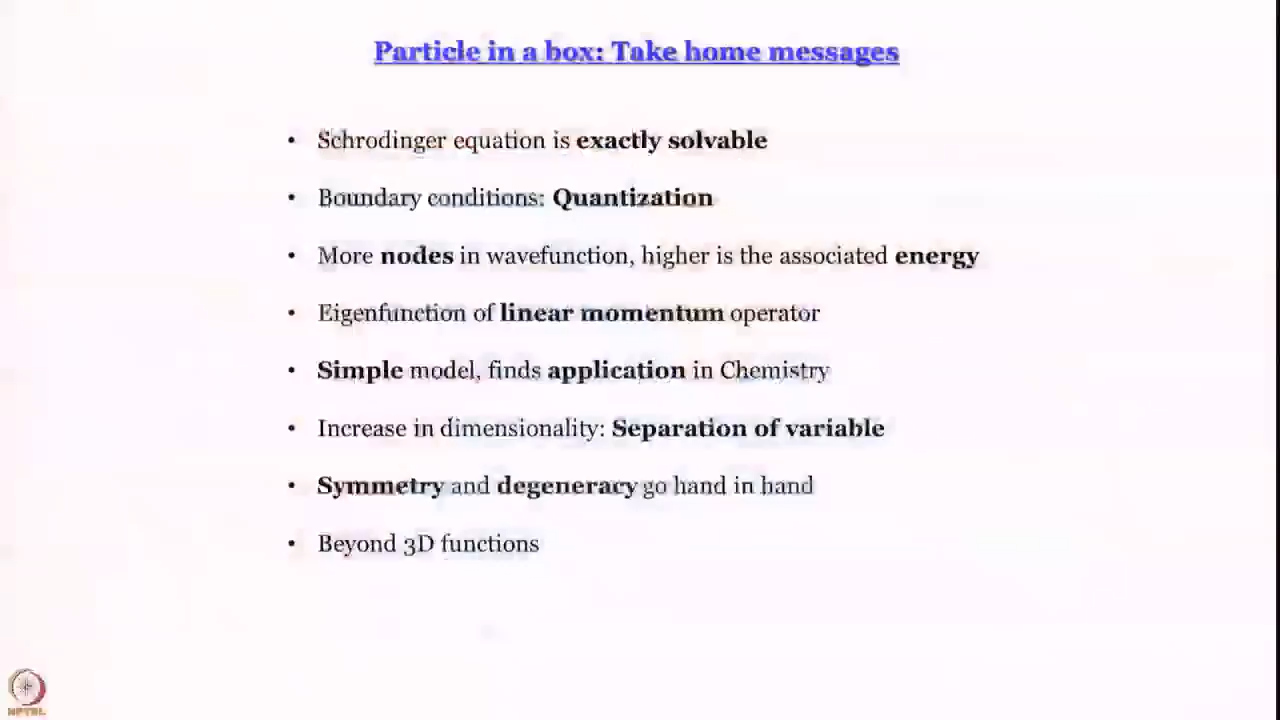 Particle in a box: Take home messages
• Schrodinger equation is exactly solvable
• Boundary conditions: Quantization
• More nodes in wavefunction, higher is the associated energy
• Eigenfunction of linear momentum operator
• Simple model, finds application in Chemistry
• Increase in dimensionality: Separation of variable
• Symmetry and degeneracy go hand in hand
• Beyond 3D functions
NPTEL